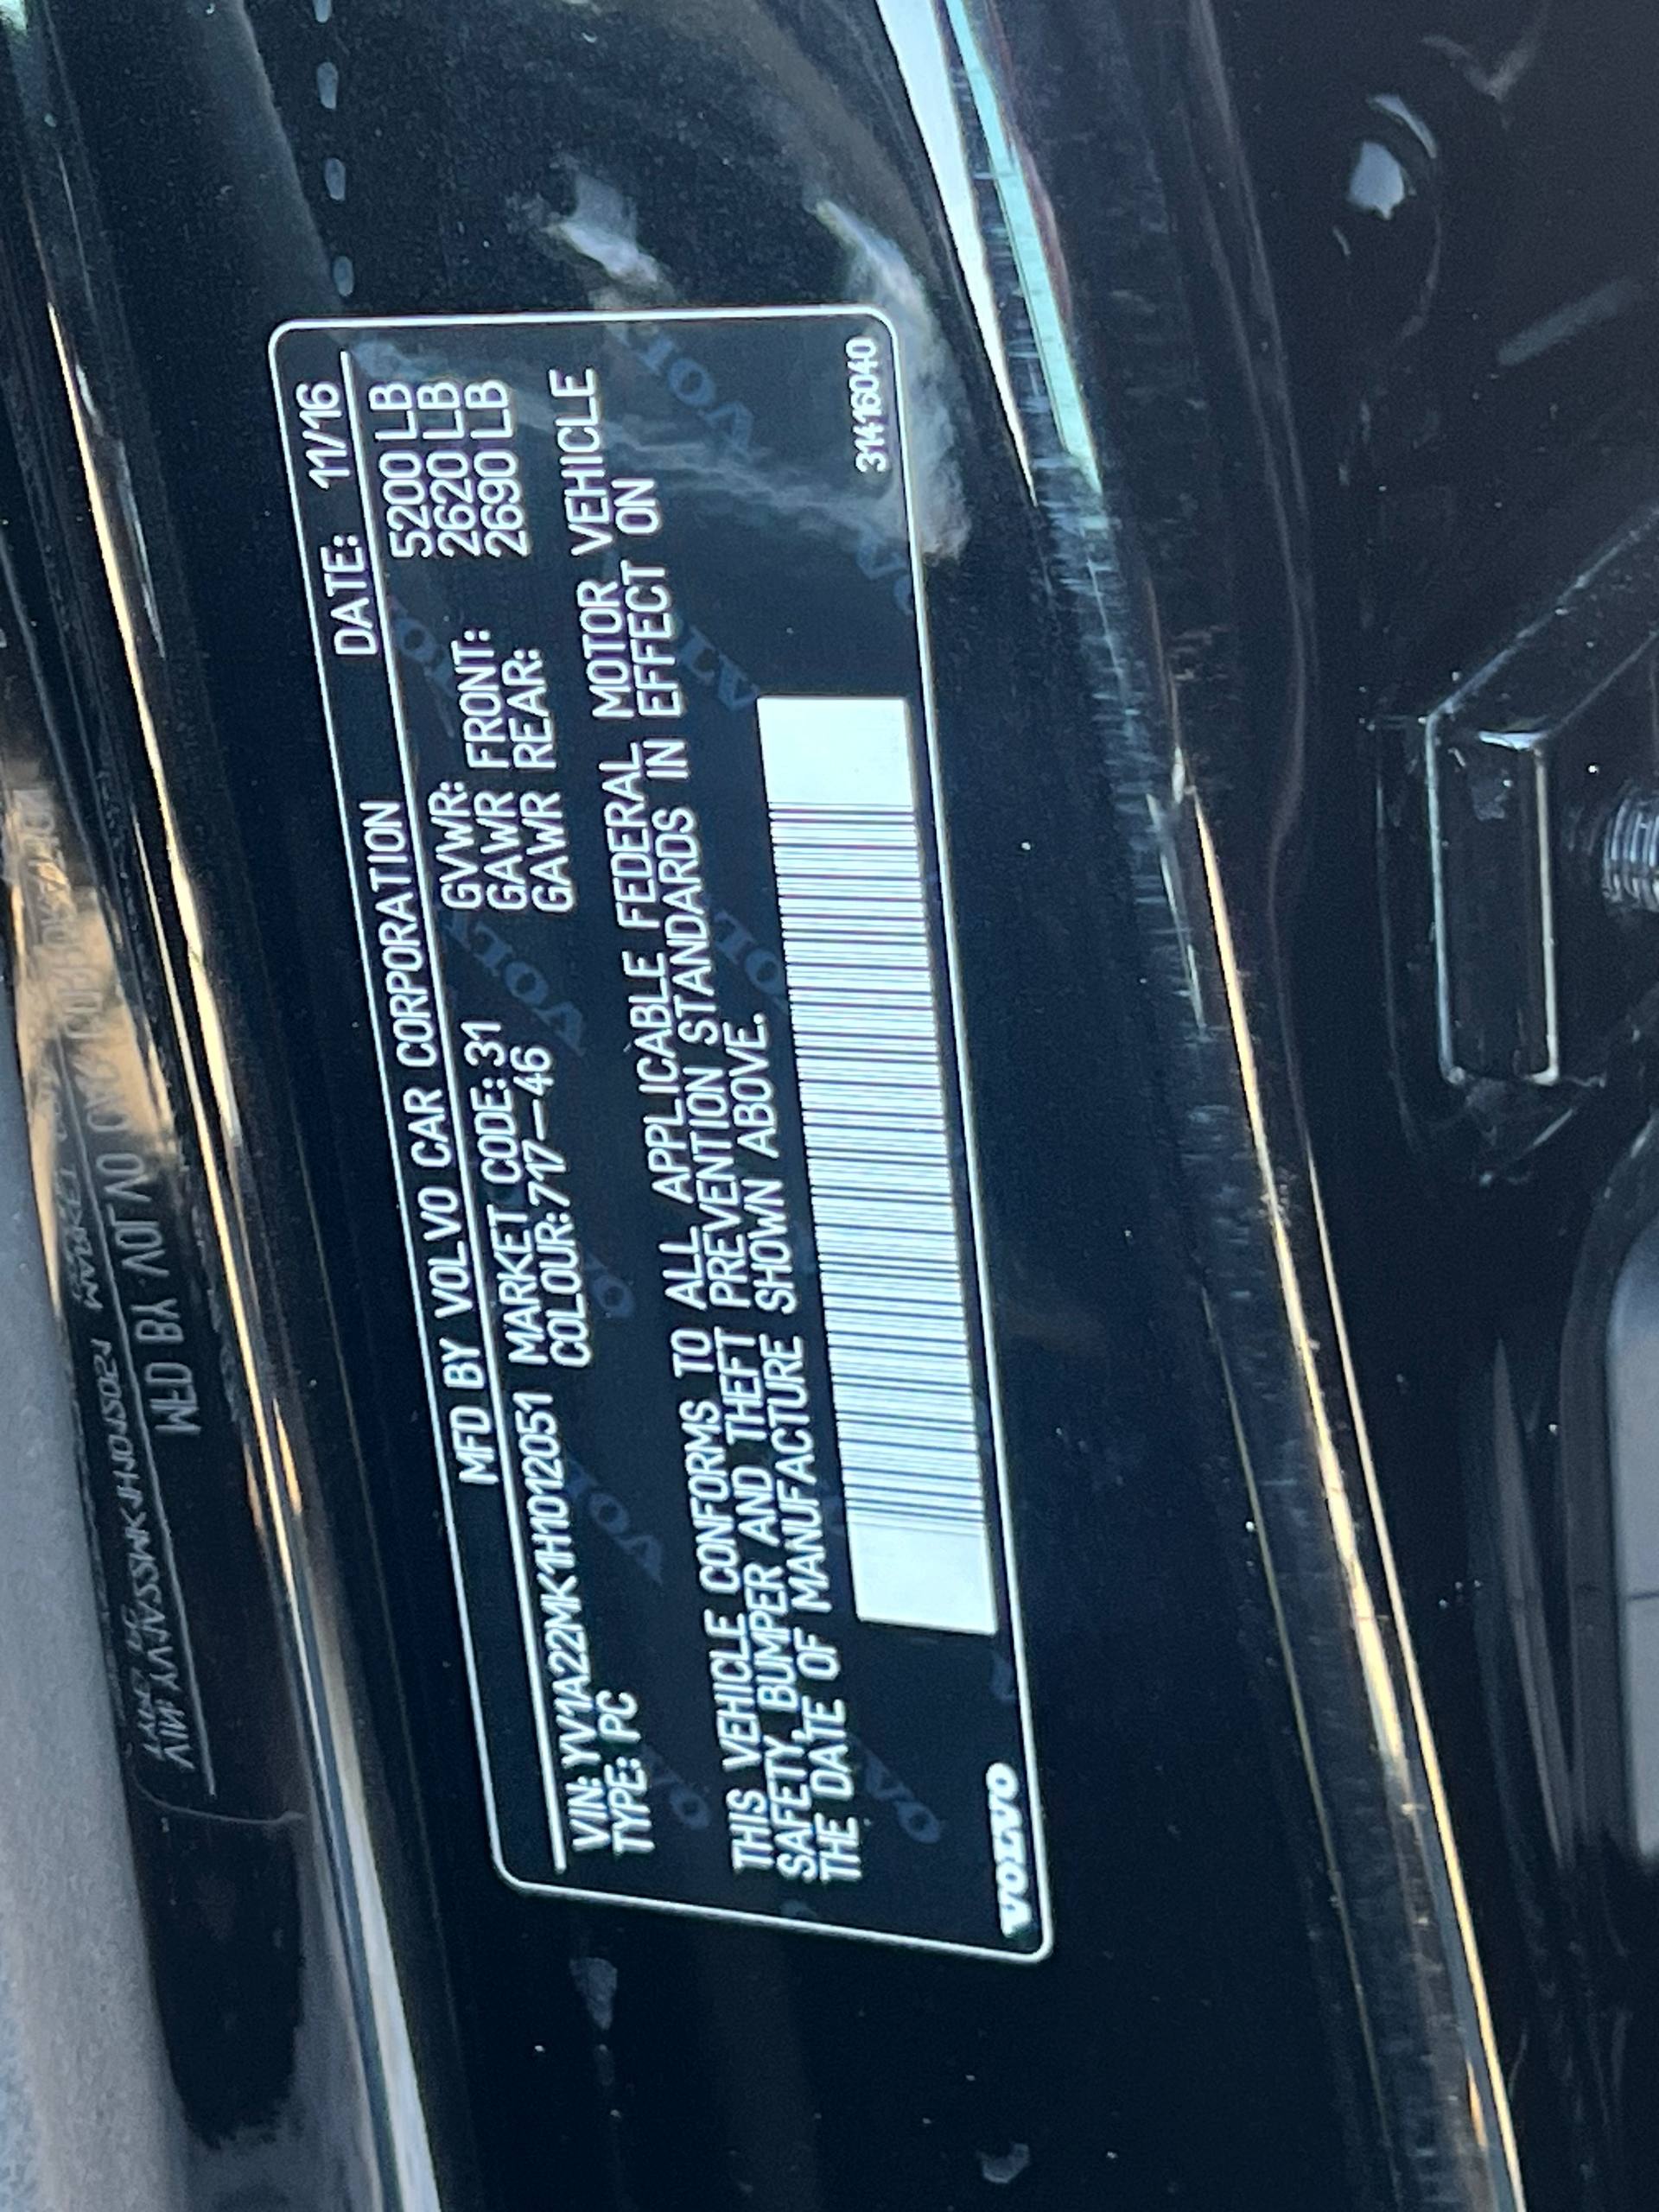 MFD BY VOLVO CAR CORPORATION DATE: 11/16
VIN: YV1A22MK1H1012051 MARKET CODE: 31 GVWR: 5200 LB
TYPE: PC COLOUR: 717-46 GAWR FRONT: 2620 LB
GAWR REAR: 2690 LB
THIS VEHICLE CONFORMS TO ALL APPLICABLE FEDERAL MOTOR VEHICLE
SAFETY, BUMPER AND THEFT PREVENTION STANDARDS IN EFFECT ON
THE DATE OF MANUFACTURE SHOWN ABOVE.
VOLVO
31416040